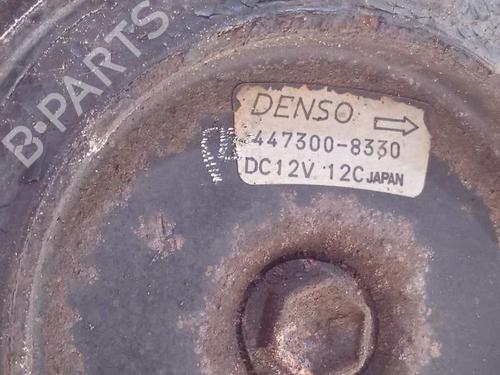 B-PARTS
DENSO
447300-8330
DC12V 12C JAPAN